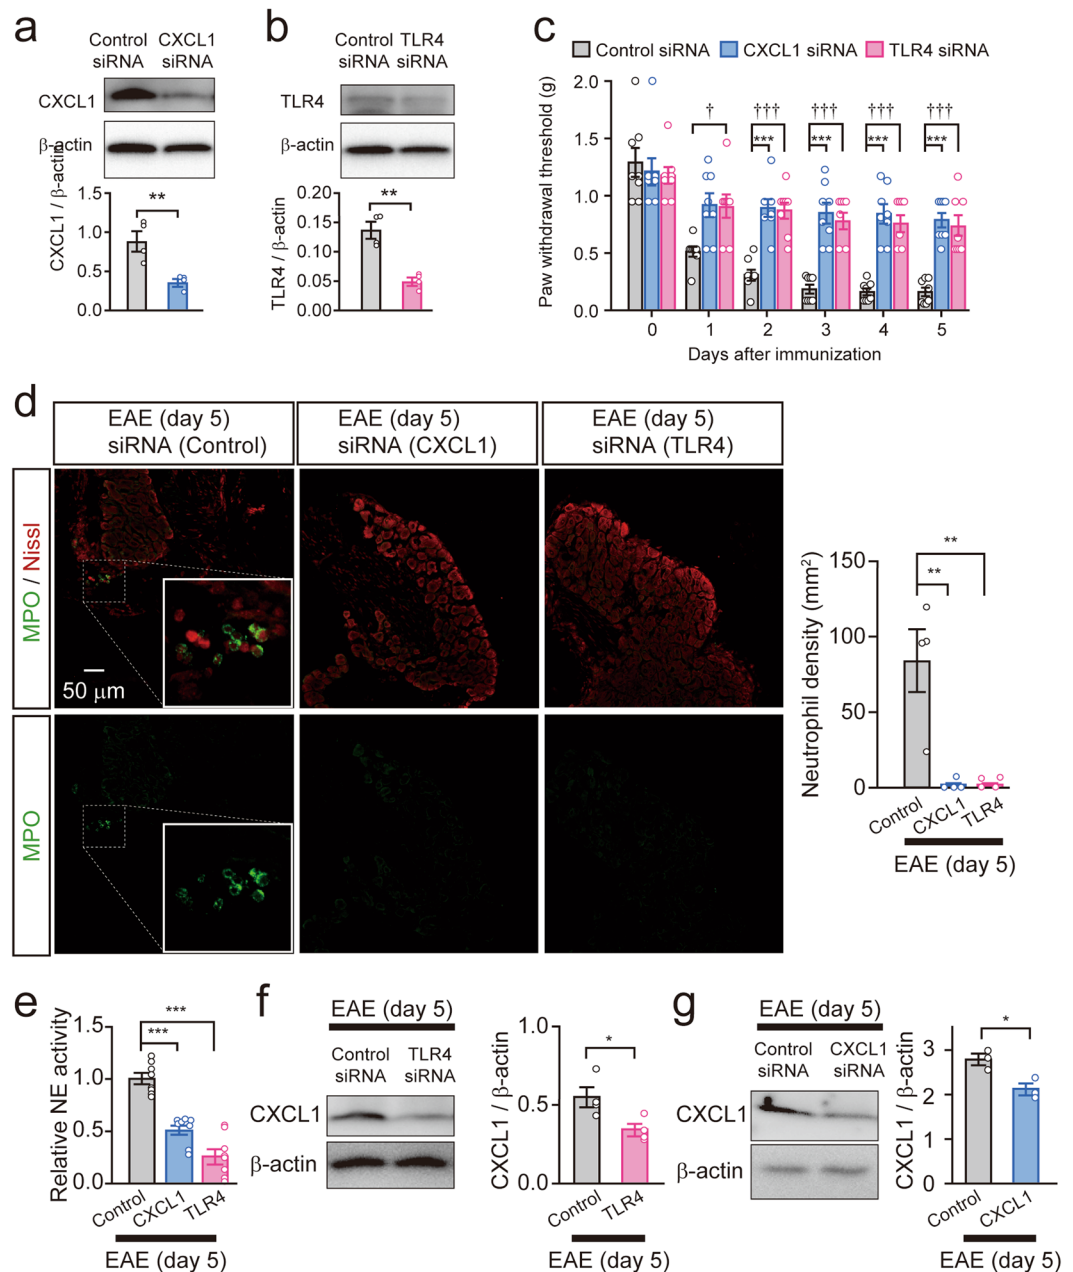 a
Control CXCL1
siRNA siRNA
CXCL1
β-actin
CXCL1 / β-actin
1.5
1.0
0.5
0.0
**
b
Control TLR4
siRNA siRNA
TLR4
β-actin
TLR4 / β-actin
0.20
0.15
0.10
0.05
0.00
**
c
Control siRNA CXCL1 siRNA TLR4 siRNA
Paw withdrawal threshold (g)
2.0
1.5
1.0
0.5
0.0
† ††† ††† ††† †††
*** *** *** ***
0 1 2 3 4 5
Days after immunization
d
EAE (day 5)
siRNA (Control)
EAE (day 5)
siRNA (CXCL1)
EAE (day 5)
siRNA (TLR4)
MPO / Nissl
50 μm
MPO
Neutrophil density (mm²)
150
100
50
0
**
**
Control CXCL1 TLR4
EAE (day 5)
e
Relative NE activity
1.5
1.0
0.5
0.0
***
***
Control CXCL1 TLR4
EAE (day 5)
f
EAE (day 5)
Control TLR4
siRNA siRNA
CXCL1
β-actin
CXCL1 / β-actin
1.0
0.5
0.0
*
Control TLR4
EAE (day 5)
g
EAE (day 5)
Control CXCL1
siRNA siRNA
CXCL1
β-actin
CXCL1 / β-actin
3
2
1
0
*
Control CXCL1
EAE (day 5)